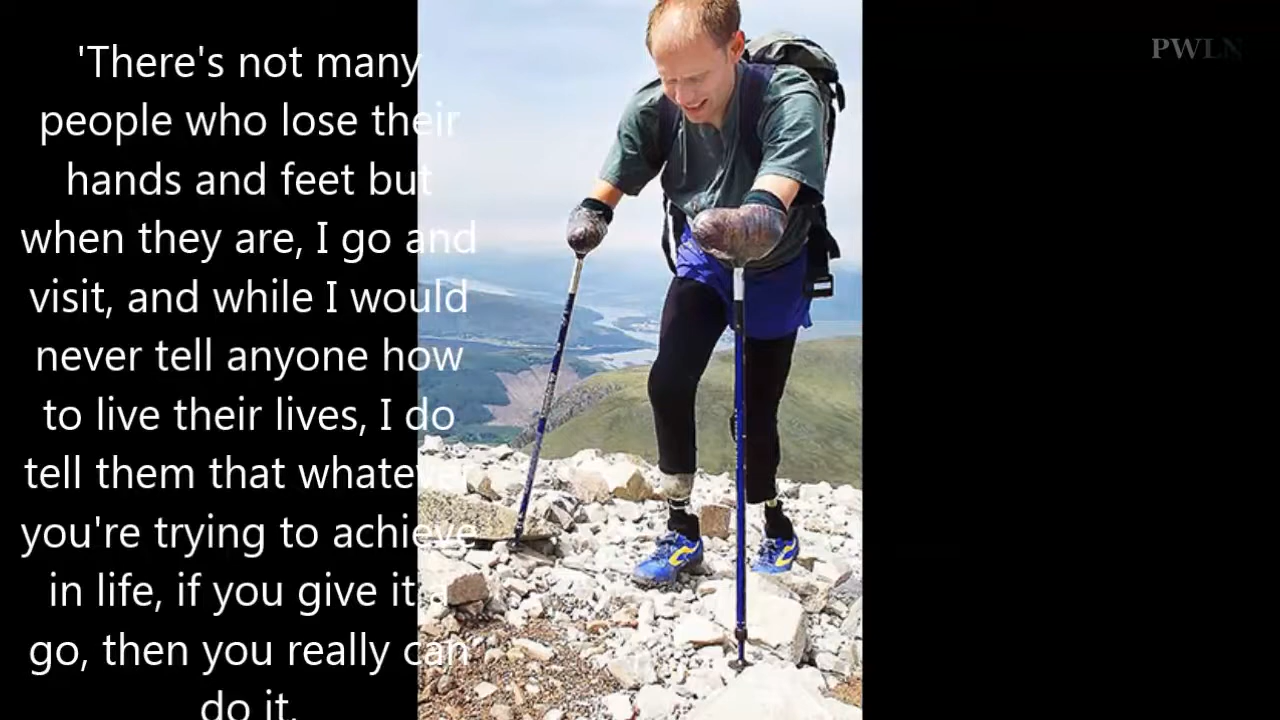 'There's not many
people who lose their
hands and feet but
when they are, I go and
visit, and while I would
never tell anyone how
to live their lives, I do
tell them that whatever
you're trying to achieve
in life, if you give it a
go, then you really can
do it.
PWLN